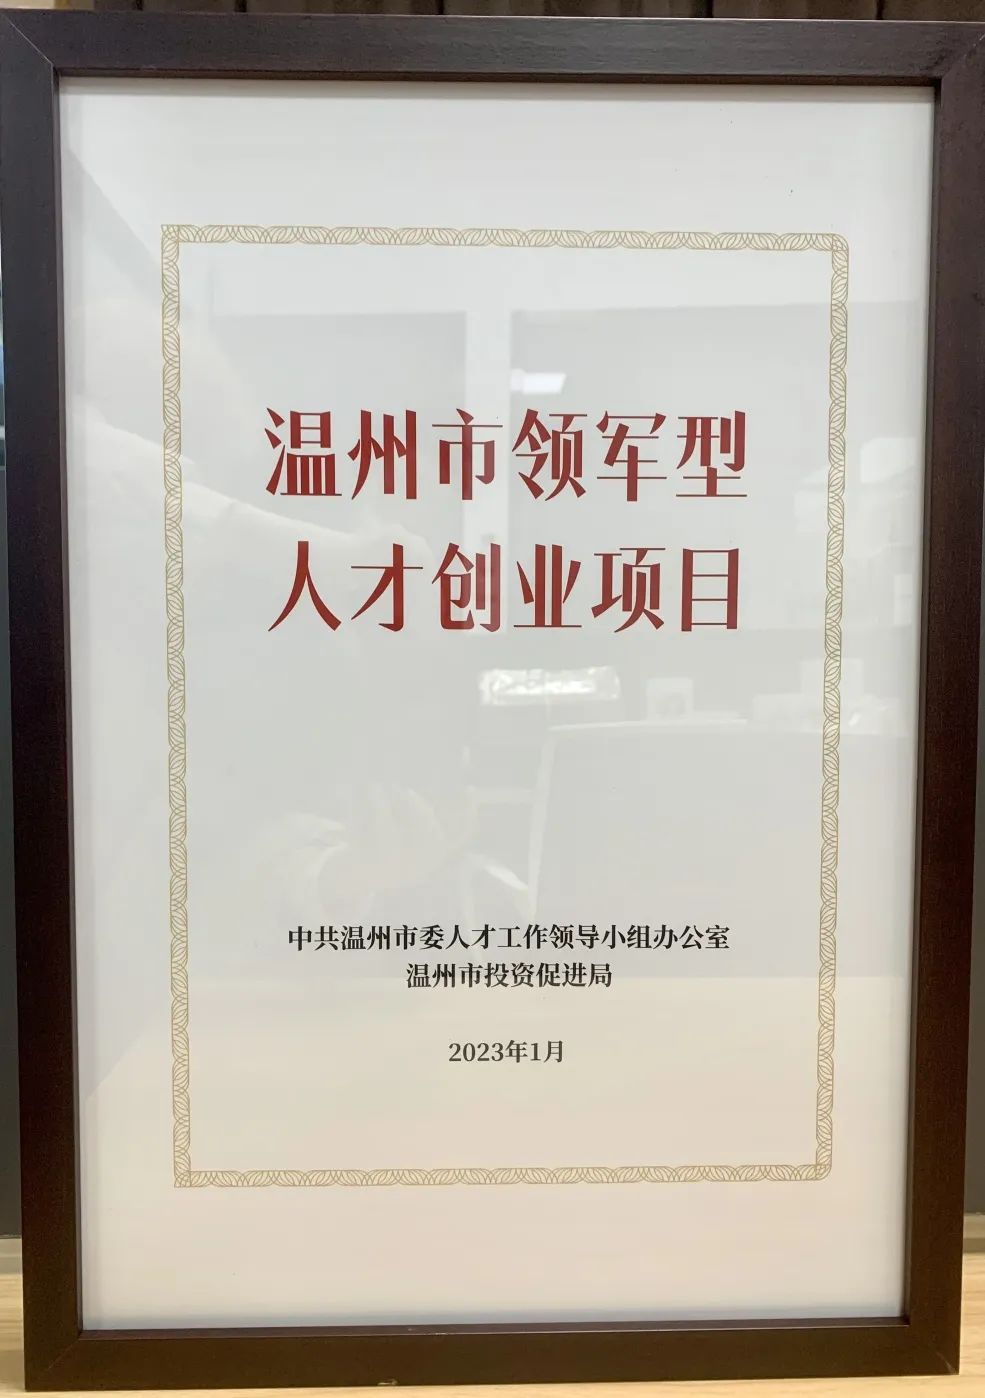 温州市领军型
人才创业项目
中共温州市委人才工作领导小组办公室
温州市投资促进局
2023年1月